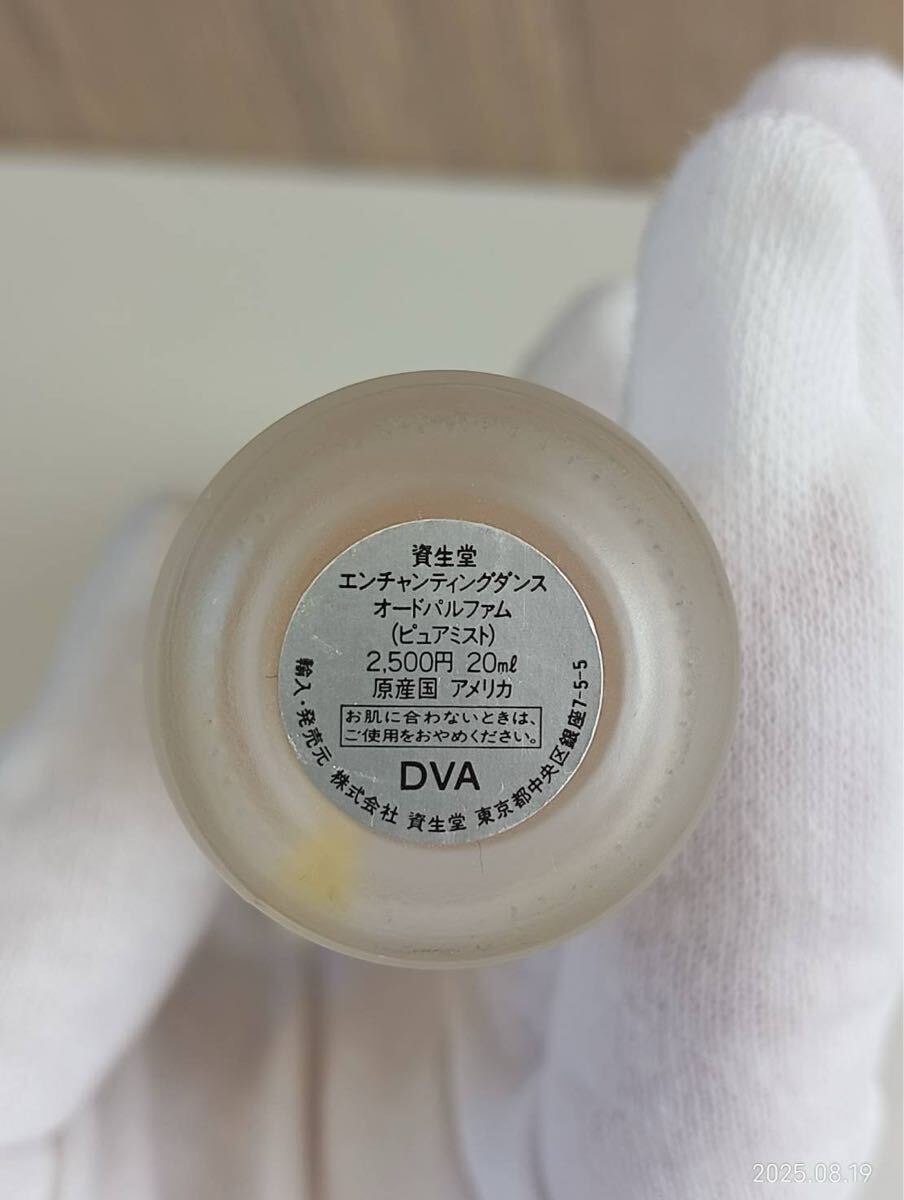 資生堂
エンチャンティングダンス
オードパルファム
(ピュアミスト)
2,500円 20ml
原産国 アメリカ
お肌に合わないときは、
ご使用をおやめください。
DVA
輸入・発売元 株式会社 資生堂 東京都中央区銀座7-5-5
2025.08.19